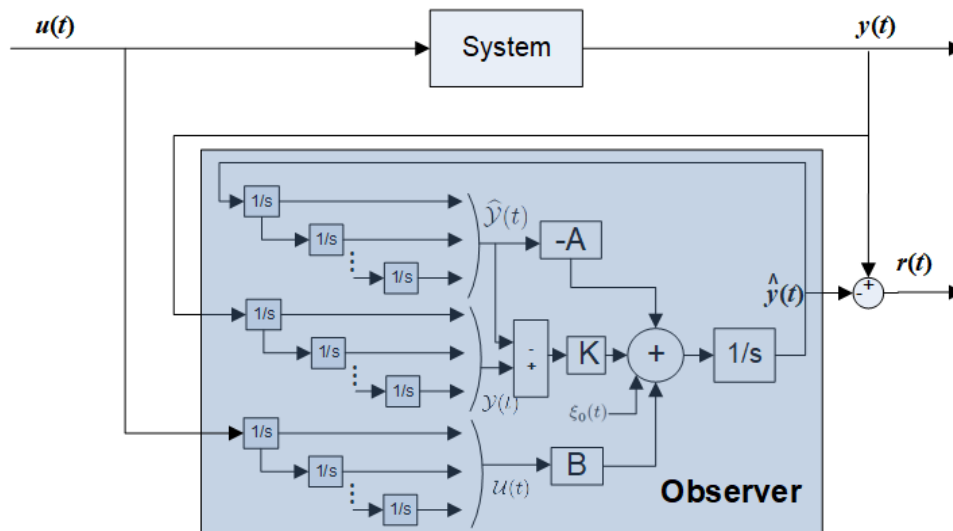 u(t)
System
y(t)
1/s
1/s
1/s
𝒴̂(t)
-A
1/s
1/s
1/s
𝒴(t)
-
+
K
+
1/s
ŷ(t)
-
+
r(t)
ξ₀(t)
1/s
1/s
1/s
𝒰(t)
B
Observer